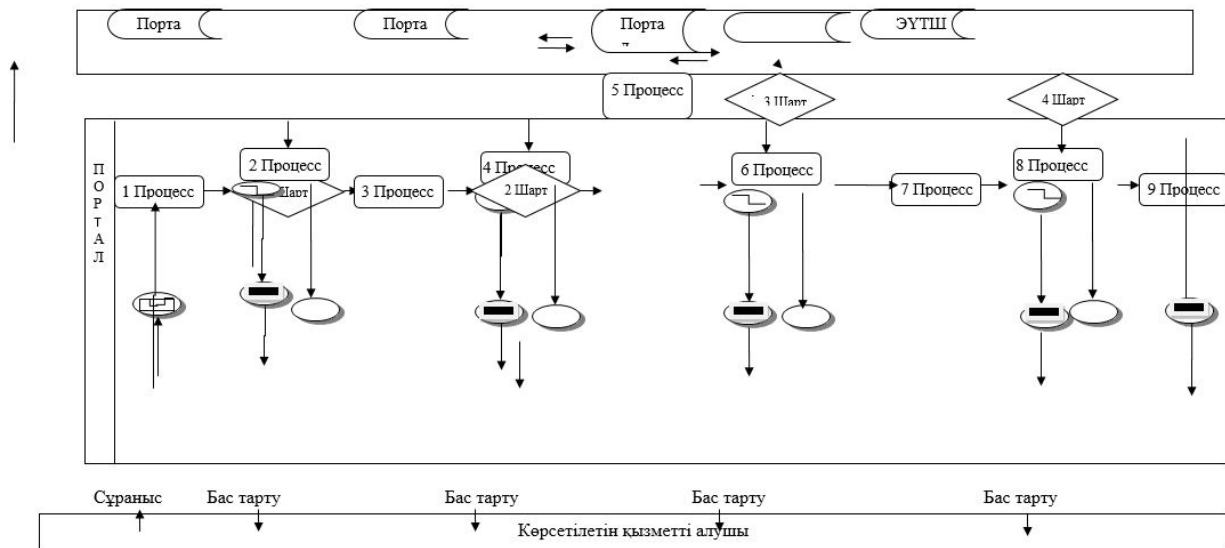 Порта
Порта
Порта
ЭҮТШ
5 Процесс
3 Шарт
4 Шарт
ПОРТАЛ
1 Процесс
2 Процесс
Шарт
3 Процесс
4 Процесс
2 Шарт
6 Процесс
7 Процесс
8 Процесс
9 Процесс
Сұраныс
Бас тарту
Бас тарту
Бас тарту
Бас тарту
Көрсетілетін қызметті алушы